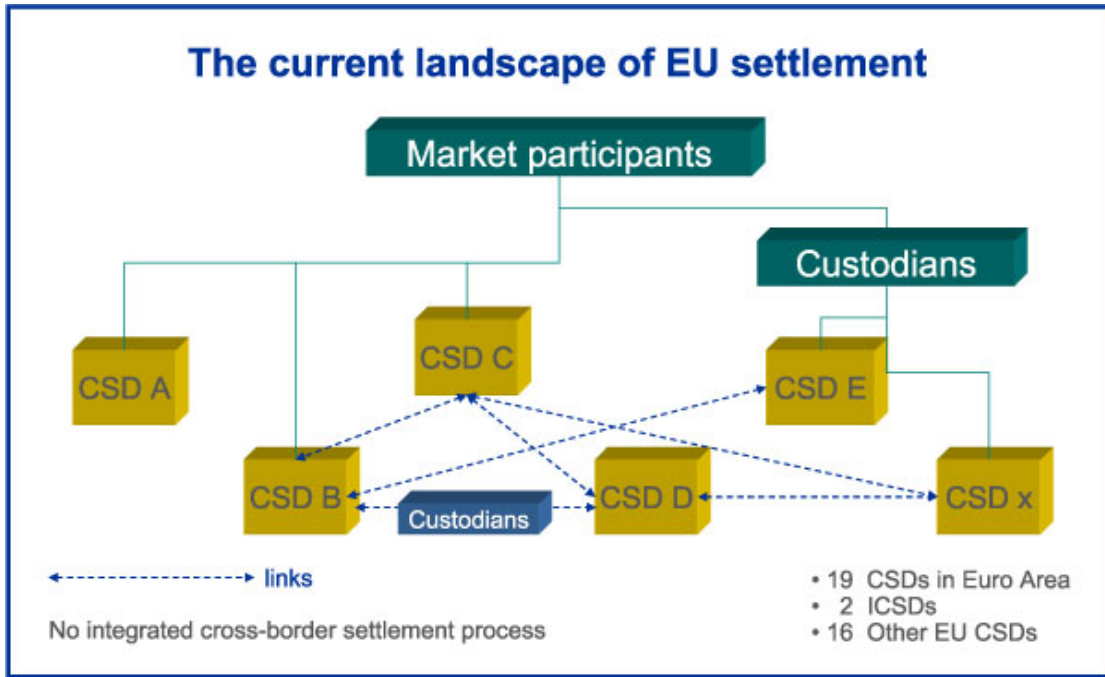 The current landscape of EU settlement
Market participants
Custodians
CSD A
CSD C
CSD E
CSD B
Custodians
CSD D
CSD x
links
No integrated cross-border settlement process
• 19 CSDs in Euro Area
• 2 ICSDs
• 16 Other EU CSDs